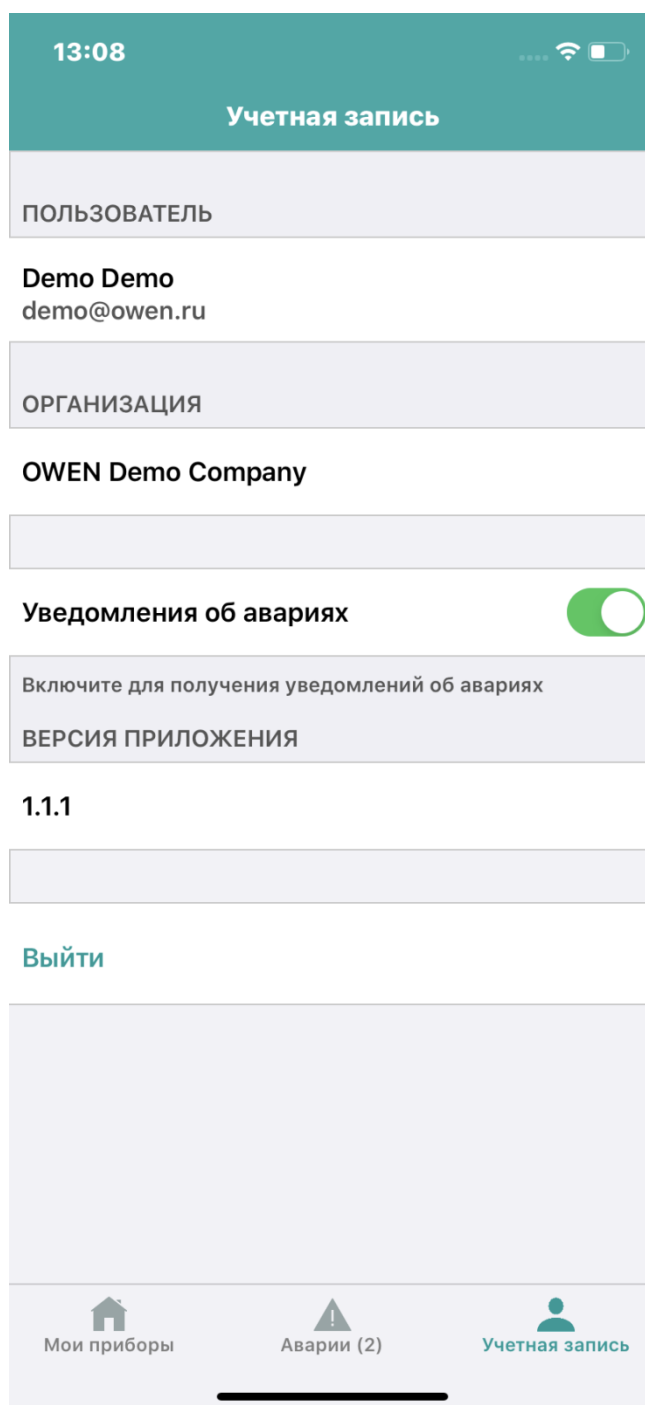 13:08
Учетная запись
ПОЛЬЗОВАТЕЛЬ
Demo Demo
demo@owen.ru
ОРГАНИЗАЦИЯ
OWEN Demo Company
Уведомления об авариях
Включите для получения уведомлений об авариях
ВЕРСИЯ ПРИЛОЖЕНИЯ
1.1.1
Выйти
Мои приборы Аварии (2) Учетная запись